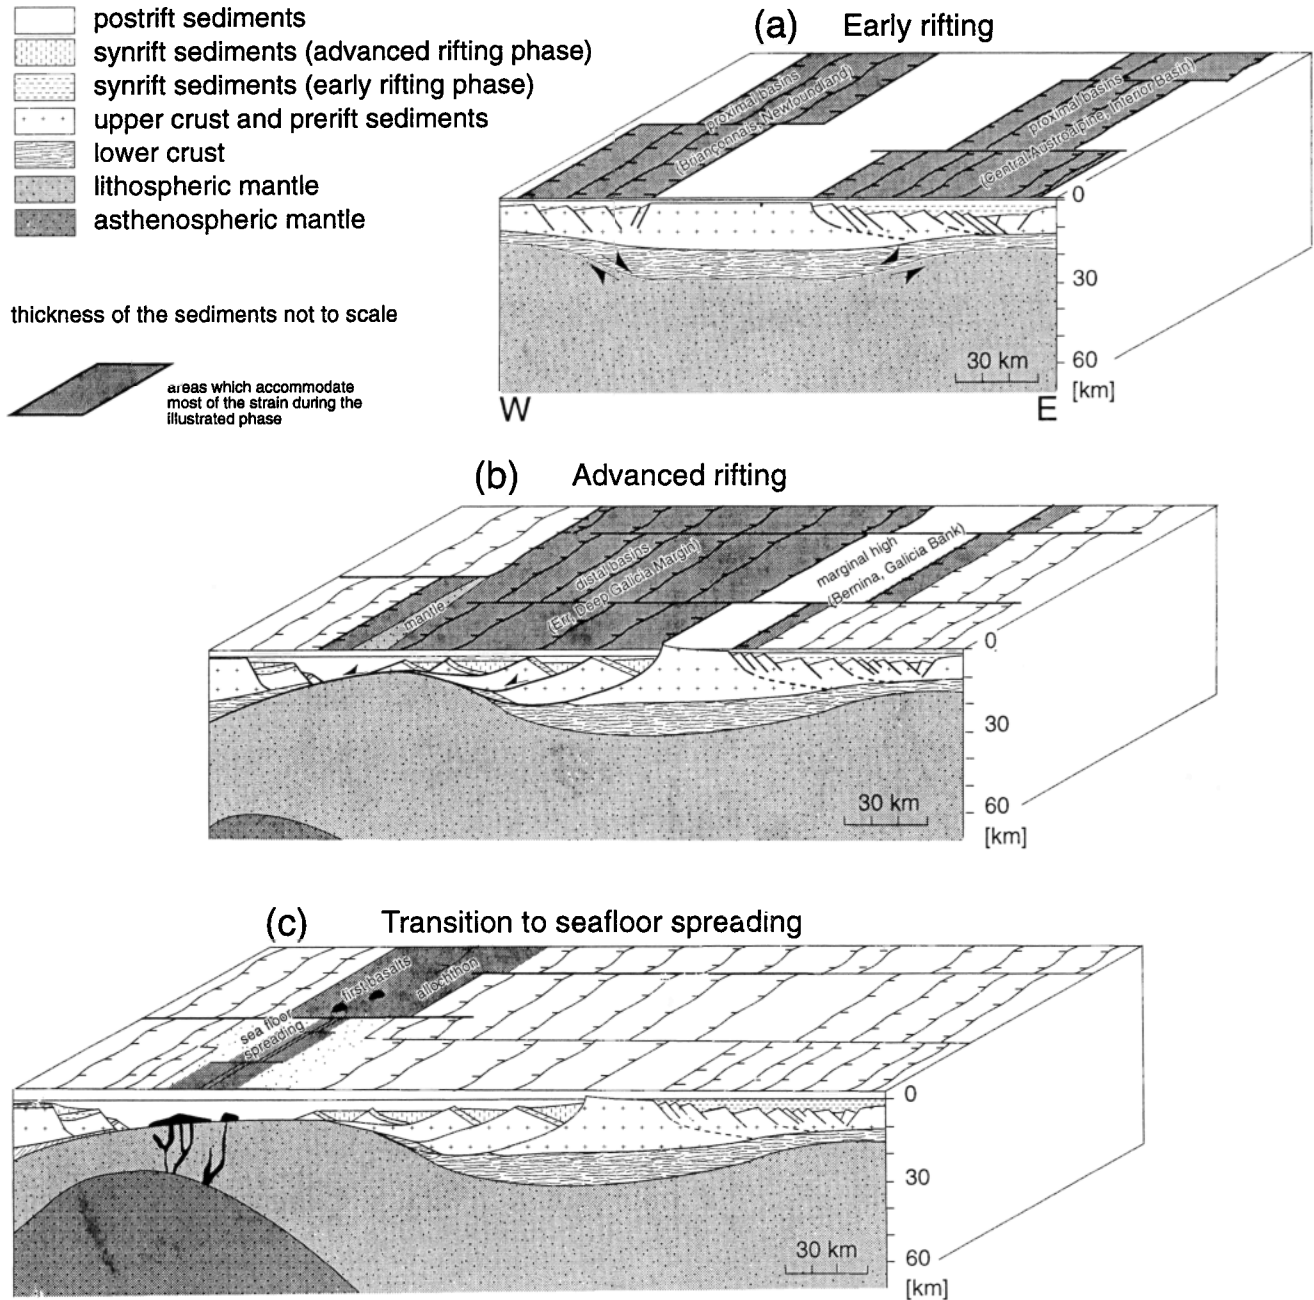 postrift sediments
synrift sediments (advanced rifting phase)
synrift sediments (early rifting phase)
upper crust and prerift sediments
lower crust
lithospheric mantle
asthenospheric mantle
thickness of the sediments not to scale
areas which accommodate
most of the strain during the
illustrated phase
(a) Early rifting
proximal basins
(Briançonnais, Newfoundland)
proximal basins
(Central Austroalpine, Interior Basin)
0
30
60
[km]
30 km
W
E
(b) Advanced rifting
mantle
distal basins
(Err, Deep Galicia Margin)
marginal high
(Bernina, Galicia Bank)
0
30
60
[km]
30 km
(c) Transition to seafloor spreading
first basalts
allochthon
sea floor
spreading
0
30
60
[km]
30 km